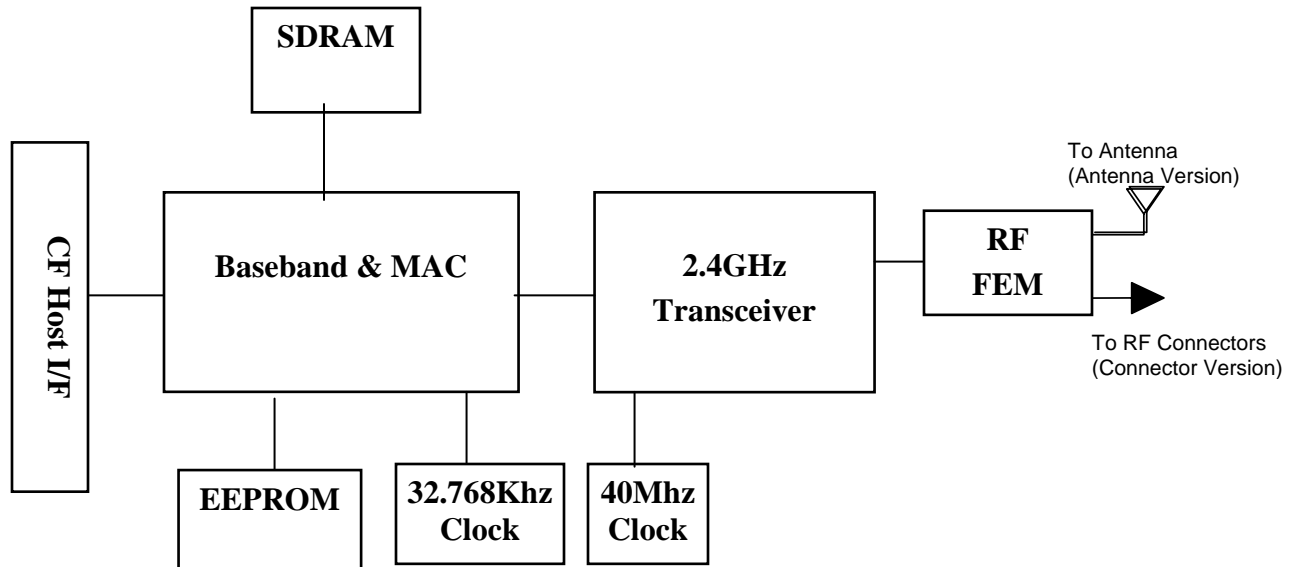 SDRAM
To Antenna
(Antenna Version)
CF Host I/F
Baseband & MAC
2.4GHz
Transceiver
RF
FEM
To RF Connectors
(Connector Version)
EEPROM
32.768Khz
Clock
40Mhz
Clock